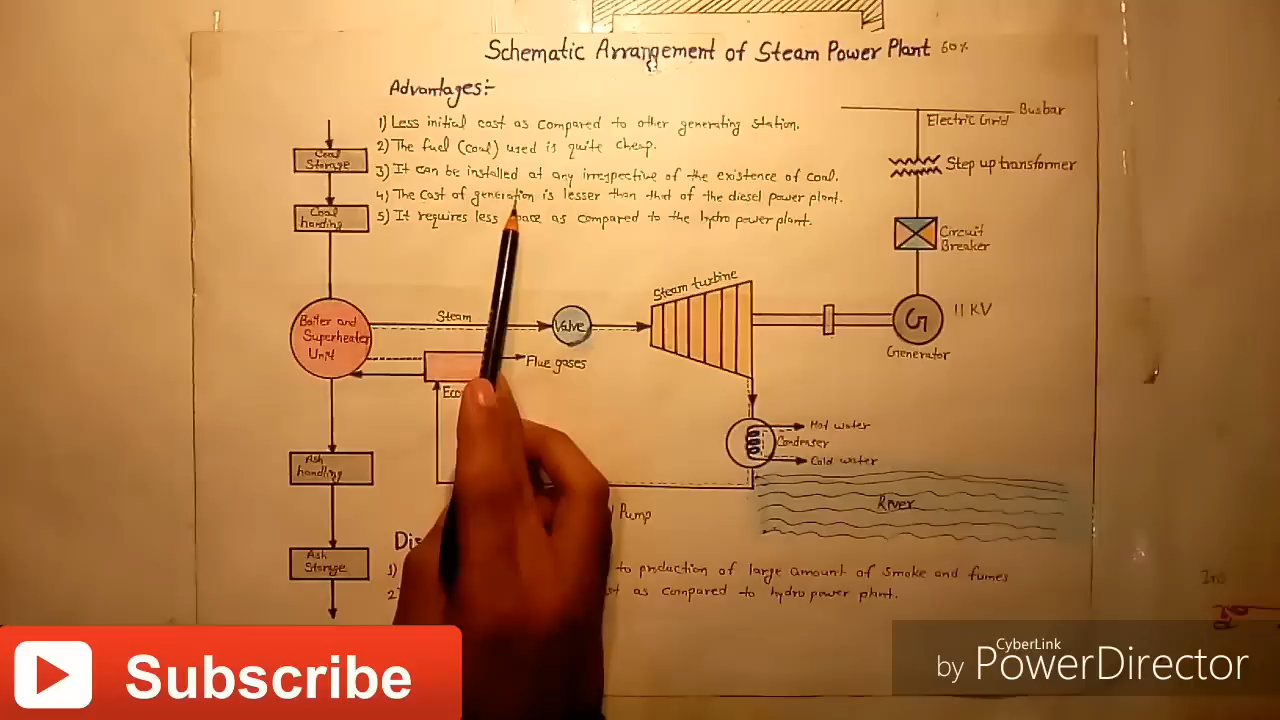 Schematic Arrangement of Steam Power Plant 60%
Advantages:-
1) Less initial cost as compared to other generating station.
2) The fuel (coal) used is quite cheap.
3) It can be installed at any irrespective of the existence of coal.
4) The cost of generation is lesser than that of the diesel power plant.
5) It requires less space as compared to the hydro power plant.
Busbar
Electric Grid
Step up transformer
Circuit
Breaker
Coal
Storage
Coal
handing
Steam turbine
Boiler and
Superheater
Unit
Steam
Valve
G
11 KV
Generator
Flue gases
Hot water
Condenser
Cold water
River
Ash
handling
Pump
Ash
Storage
1) to production of large amount of smoke and fumes
2) as compared to hydro power plant.
Subscribe
by CyberLink
PowerDirector